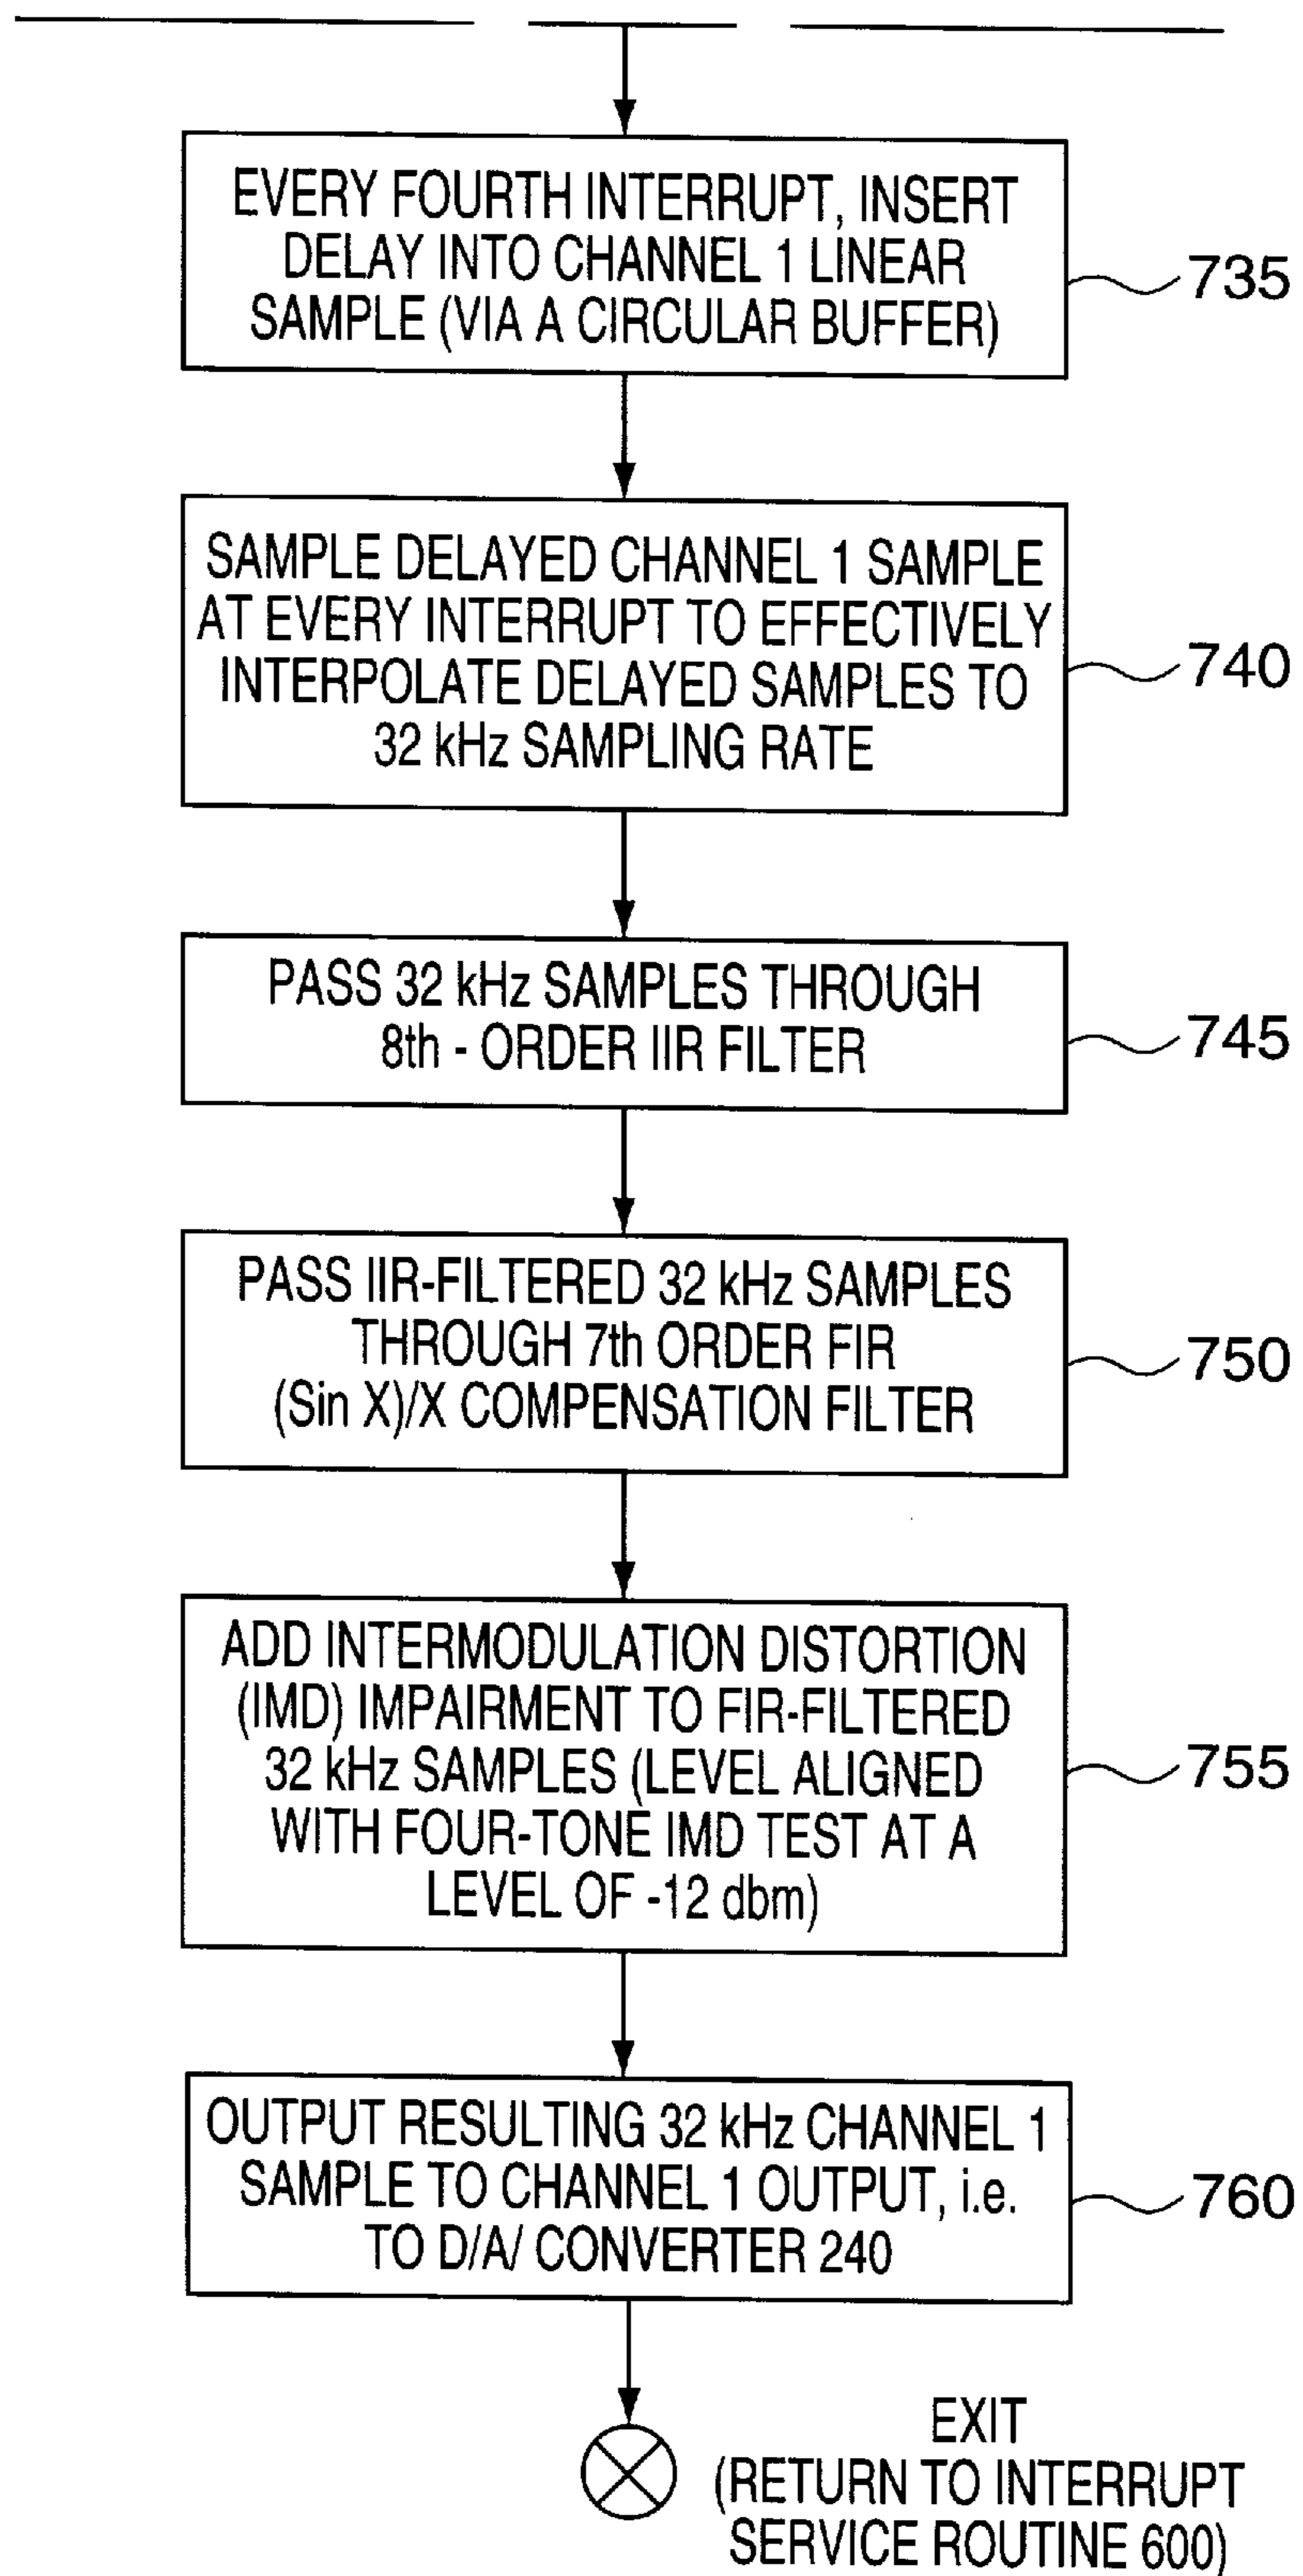 EVERY FOURTH INTERRUPT, INSERT
DELAY INTO CHANNEL 1 LINEAR
SAMPLE (VIA A CIRCULAR BUFFER)
735
SAMPLE DELAYED CHANNEL 1 SAMPLE
AT EVERY INTERRUPT TO EFFECTIVELY
INTERPOLATE DELAYED SAMPLES TO
32 kHz SAMPLING RATE
740
PASS 32 kHz SAMPLES THROUGH
8th - ORDER IIR FILTER
745
PASS IIR-FILTERED 32 kHz SAMPLES
THROUGH 7th ORDER FIR
(Sin X)/X COMPENSATION FILTER
750
ADD INTERMODULATION DISTORTION
(IMD) IMPAIRMENT TO FIR-FILTERED
32 kHz SAMPLES (LEVEL ALIGNED
WITH FOUR-TONE IMD TEST AT A
LEVEL OF -12 dbm)
755
OUTPUT RESULTING 32 kHz CHANNEL 1
SAMPLE TO CHANNEL 1 OUTPUT, i.e.
TO D/A/ CONVERTER 240
760
EXIT
(RETURN TO INTERRUPT
SERVICE ROUTINE 600)